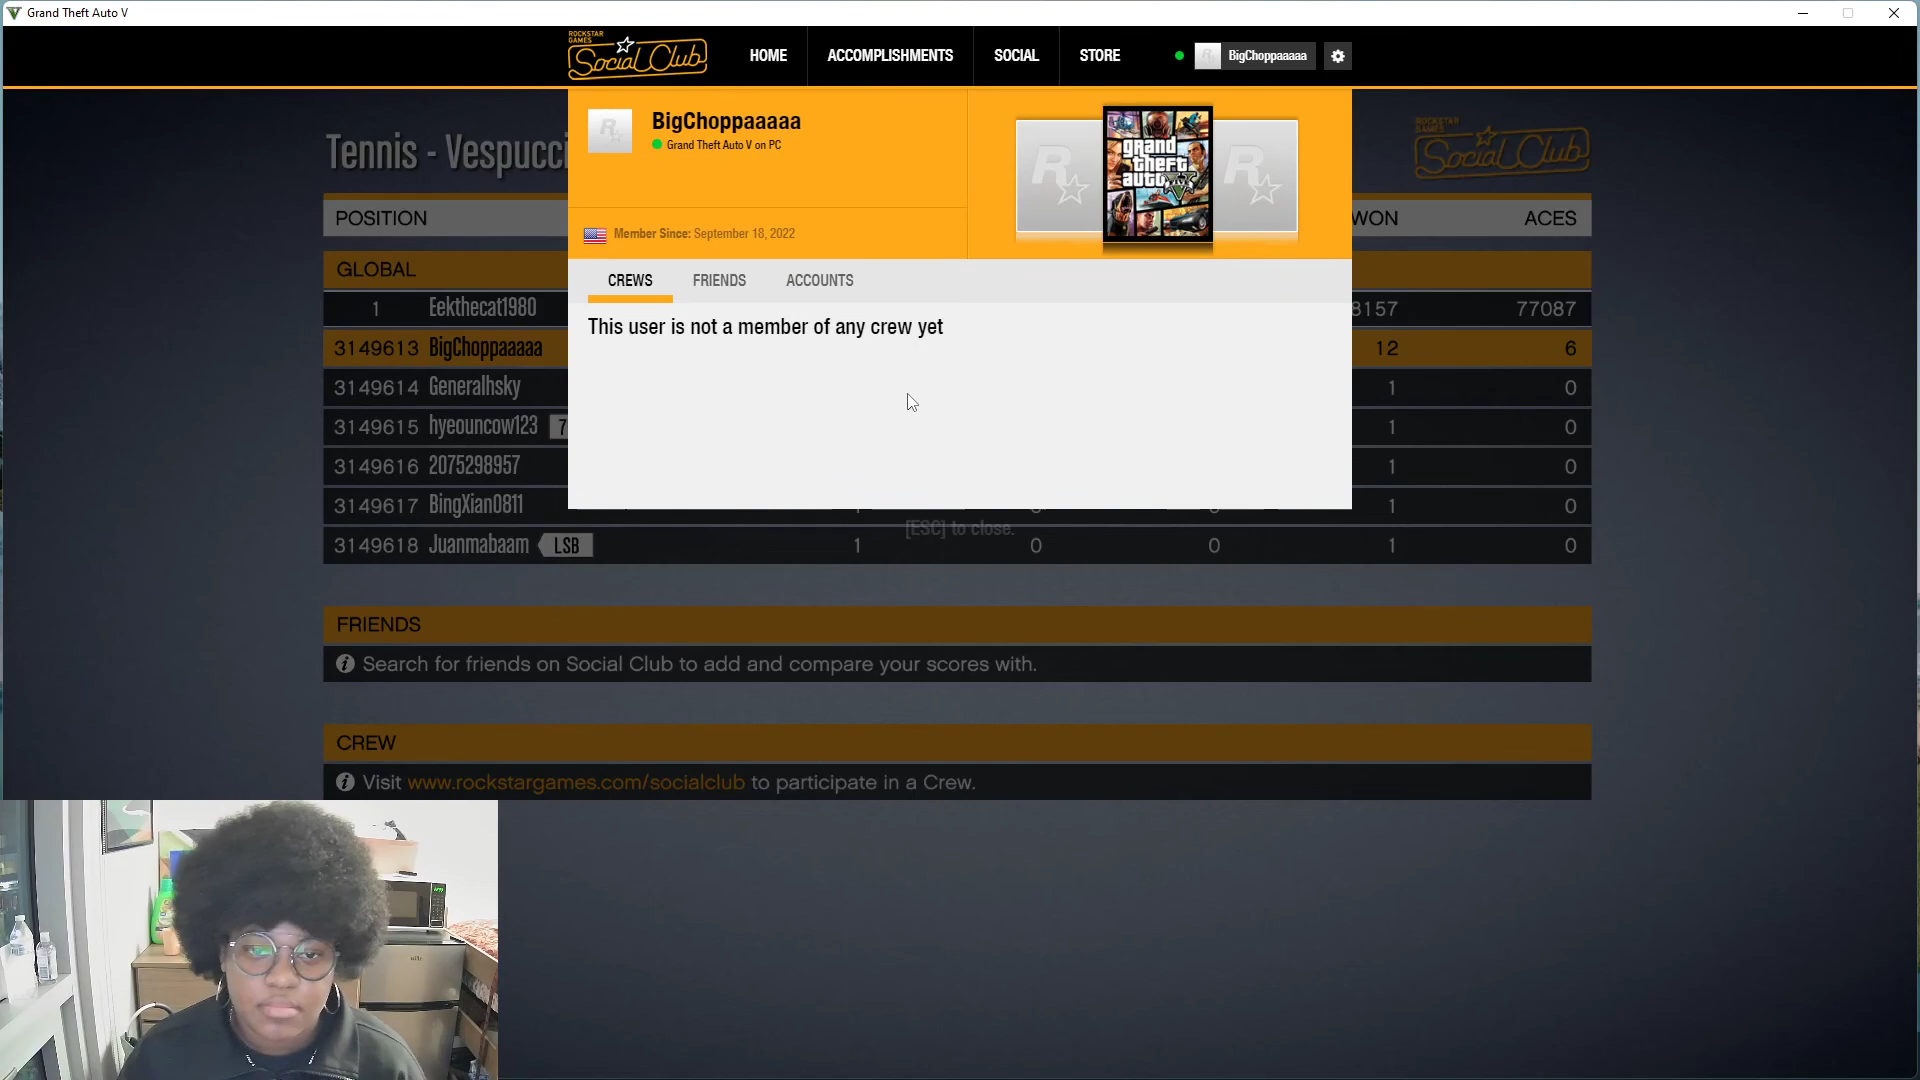 Grand Theft Auto V
ROCKSTAR GAMES Social Club
HOME ACCOMPLISHMENTS SOCIAL STORE BigChoppaaaaa
BigChoppaaaaa
Grand Theft Auto V on PC
grand theft auto V
Member Since: September 18, 2022
Tennis - Vespucci
ROCKSTAR GAMES Social Club
POSITION WON ACES
CREWS FRIENDS ACCOUNTS
This user is not a member of any crew yet
GLOBAL
1 Eekthecat1980 8157 77087
3149613 BigChoppaaaaa 12 6
3149614 Generalhsky 1 0
3149615 hyeouncow123 7 1 0
3149616 2075298957 1 0
3149617 BingXian0811 1 0
[ESC] to close.
3149618 Juanmabaam LSB 1 0 0 1 0
FRIENDS
Search for friends on Social Club to add and compare your scores with.
CREW
Visit www.rockstargames.com/socialclub to participate in a Crew.